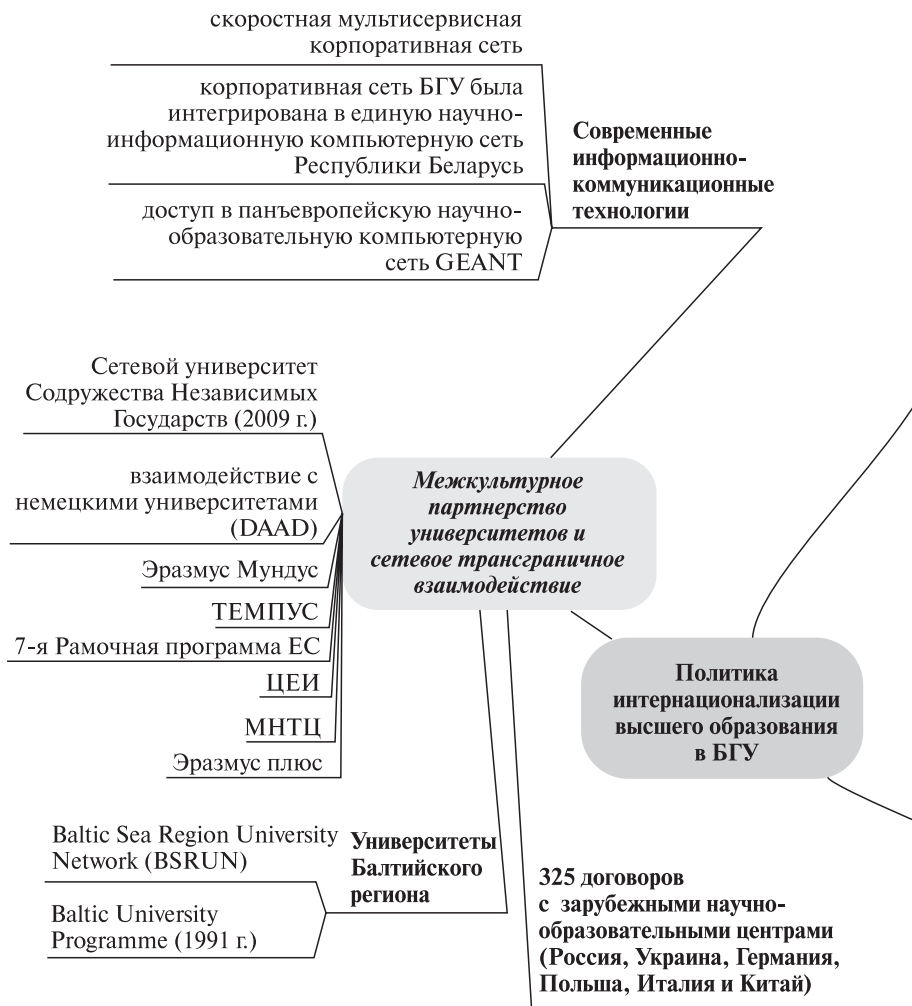 скоростная мультисервисная
корпоративная сеть
корпоративная сеть БГУ была
интегрирована в единую научно-
информационную компьютерную сеть
Республики Беларусь
доступ в панъевропейскую научно-
образовательную компьютерную
сеть GEANT
Современные
информационно-
коммуникационные
технологии
Сетевой университет
Содружества Независимых
Государств (2009 г.)
взаимодействие с
немецкими университетами
(DAAD)
Эразмус Мундус
ТЕМПУС
7-я Рамочная программа ЕС
ЦЕИ
МНТЦ
Эразмус плюс
Межкультурное
партнерство
университетов и
сетевое трансграничное
взаимодействие
Политика
интернационализации
высшего образования
в БГУ
Baltic Sea Region University
Network (BSRUN)
Baltic University
Programme (1991 г.)
Университеты
Балтийского
региона
325 договоров
с зарубежными научно-
образовательными центрами
(Россия, Украина, Германия,
Польша, Италия и Китай)